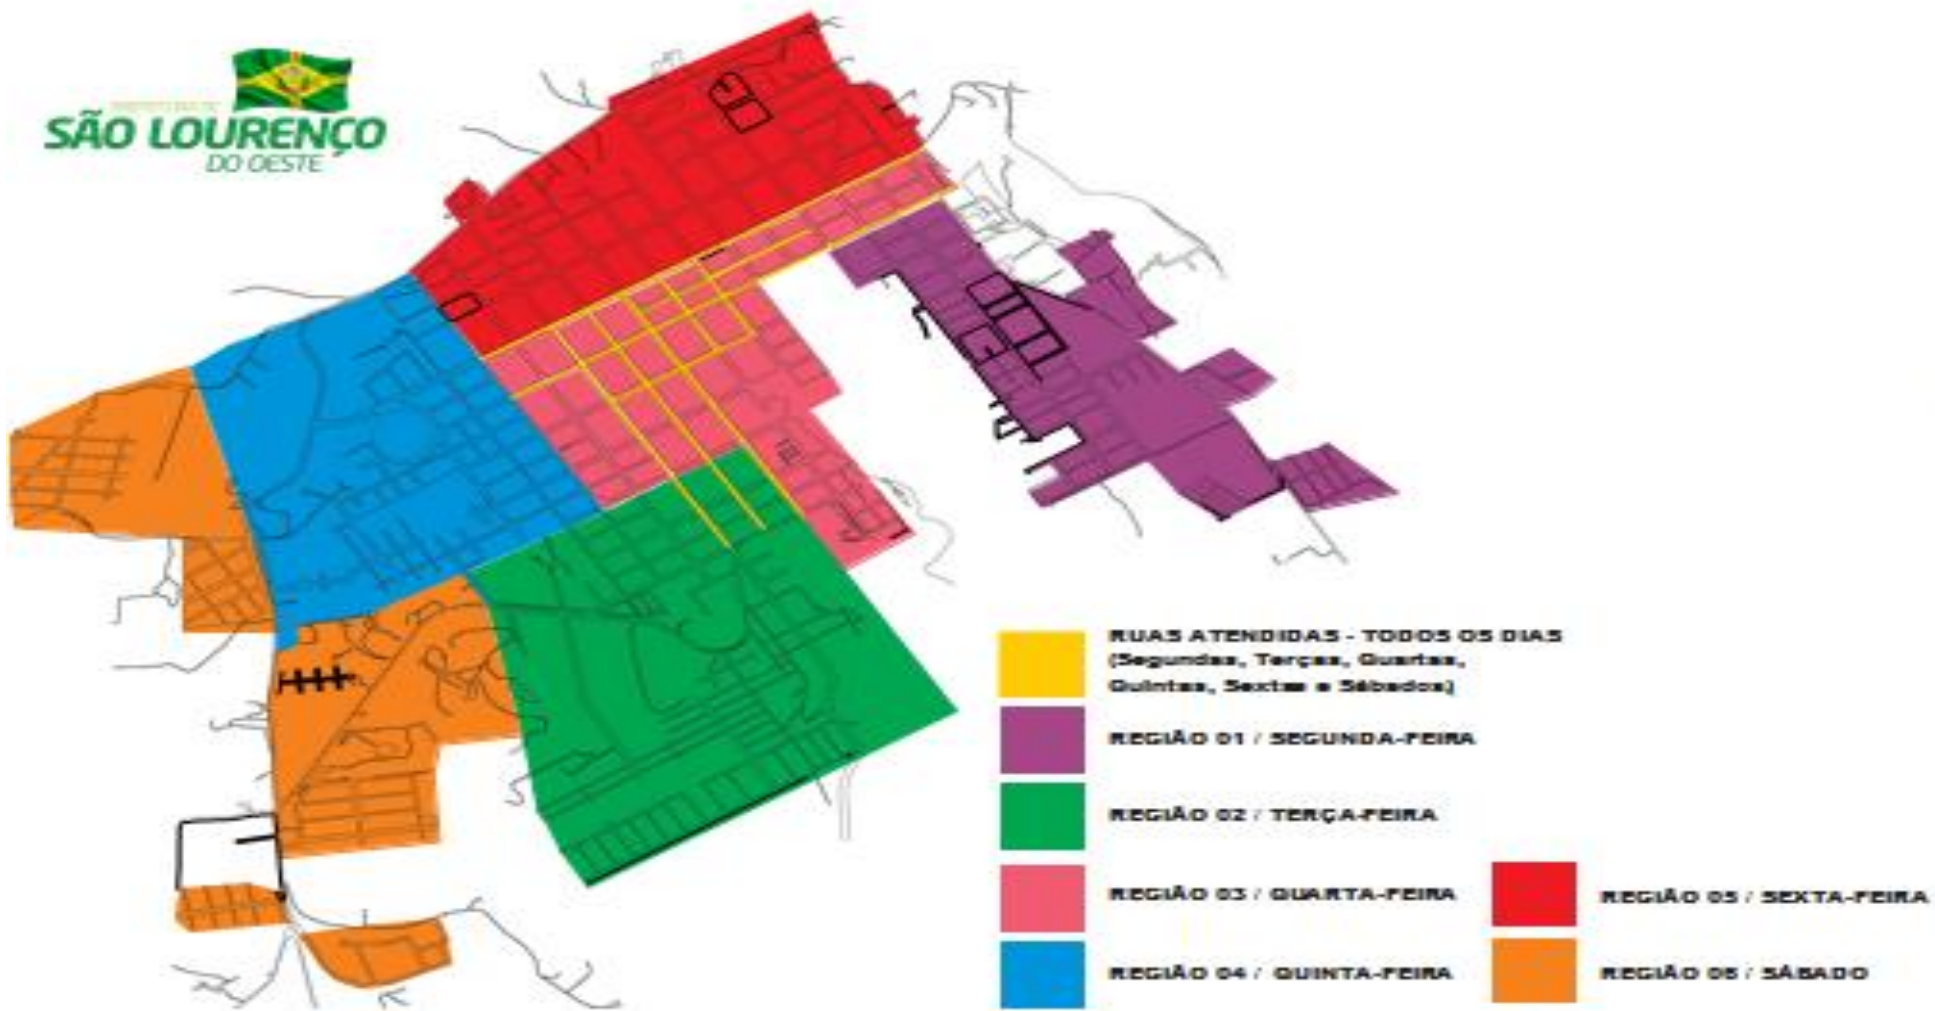 PREFEITURA DE
SÃO LOURENÇO
DO OESTE
RUAS ATENDIDAS - TODOS OS DIAS
(Segundas, Terças, Quartas,
Quintas, Sextas e Sábados)
REGIÃO 01 / SEGUNDA-FEIRA
REGIÃO 02 / TERÇA-FEIRA
REGIÃO 03 / QUARTA-FEIRA
REGIÃO 04 / QUINTA-FEIRA
REGIÃO 05 / SEXTA-FEIRA
REGIÃO 06 / SÁBADO